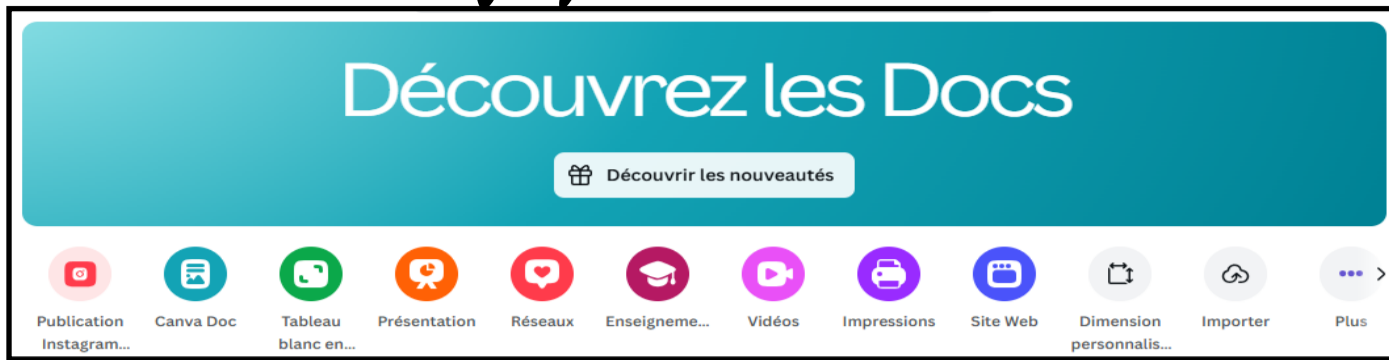 Découvrez les Docs
Découvrir les nouveautés
Publication Instagram...
Canva Doc
Tableau blanc en...
Présentation
Réseaux
Enseigneme...
Vidéos
Impressions
Site Web
Dimension personnalis...
Importer
Plus